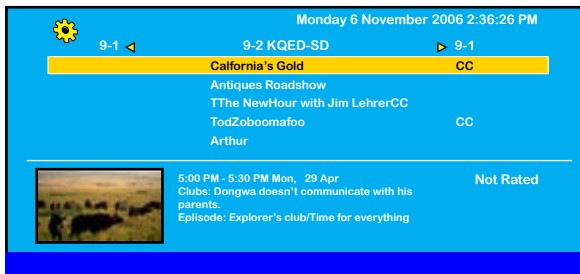 Monday 6 November 2006 2:36:26 PM
9-1 9-2 KQED-SD 9-1
Calfornia's Gold CC
Antiques Roadshow
TThe NewHour with Jim LehrerCC
TodZoboomafoo CC
Arthur
5:00 PM - 5:30 PM Mon, 29 Apr Not Rated
Clubs: Dongwa doesn't communicate with his
parents.
Eplisode: Explorer's club/Time for everything